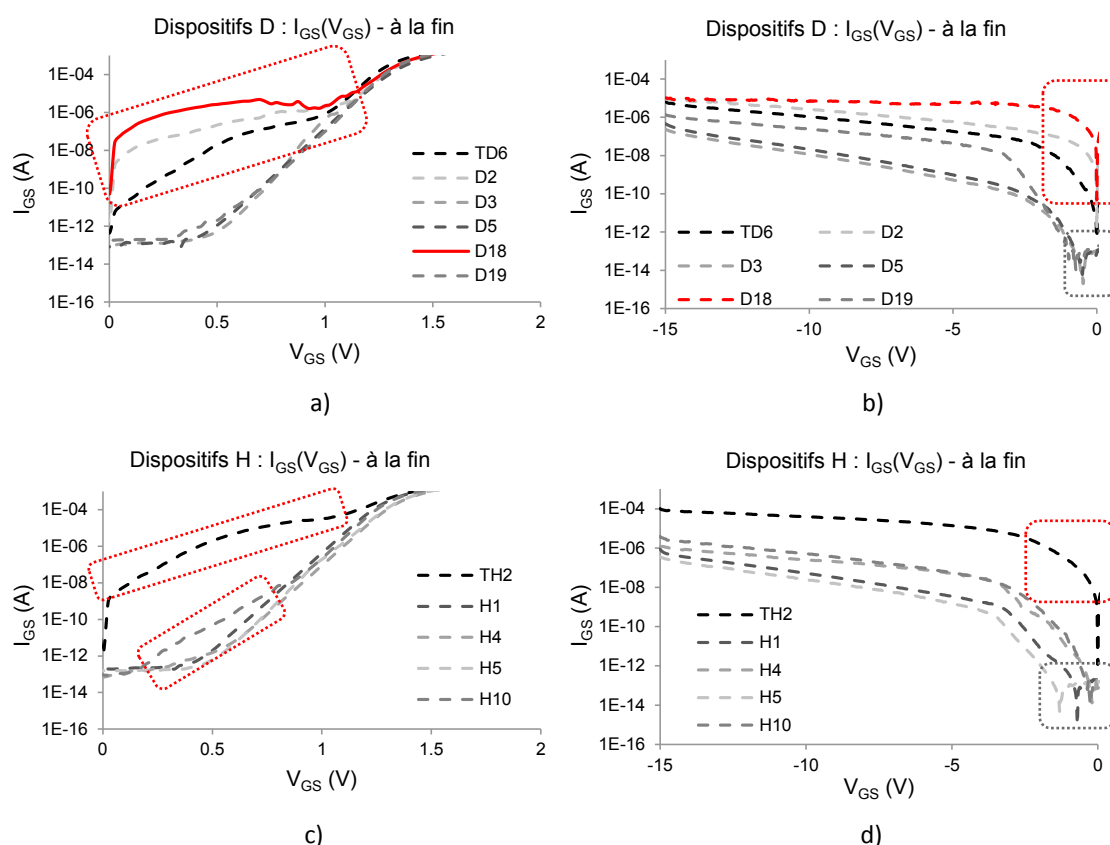 Dispositifs D : IGS(VGS) - à la fin
IGS (A)
1E-04
1E-06
1E-08
1E-10
1E-12
1E-14
1E-16
TD6
D2
D3
D5
D18
D19
0
0.5
1
1.5
2
VGS (V)
a)
Dispositifs D : IGS(VGS) - à la fin
IGS (A)
1E-04
1E-06
1E-08
1E-10
1E-12
1E-14
1E-16
TD6 D2
D3 D5
D18 D19
-15
-10
-5
0
VGS (V)
b)
Dispositifs H : IGS(VGS) - à la fin
IGS (A)
1E-04
1E-06
1E-08
1E-10
1E-12
1E-14
1E-16
TH2
H1
H4
H5
H10
0
0.5
1
1.5
2
VGS (V)
c)
Dispositifs H : IGS(VGS) - à la fin
IGS (A)
1E-04
1E-06
1E-08
1E-10
1E-12
1E-14
1E-16
TH2
H1
H4
H5
H10
-15
-10
-5
0
VGS (V)
d)